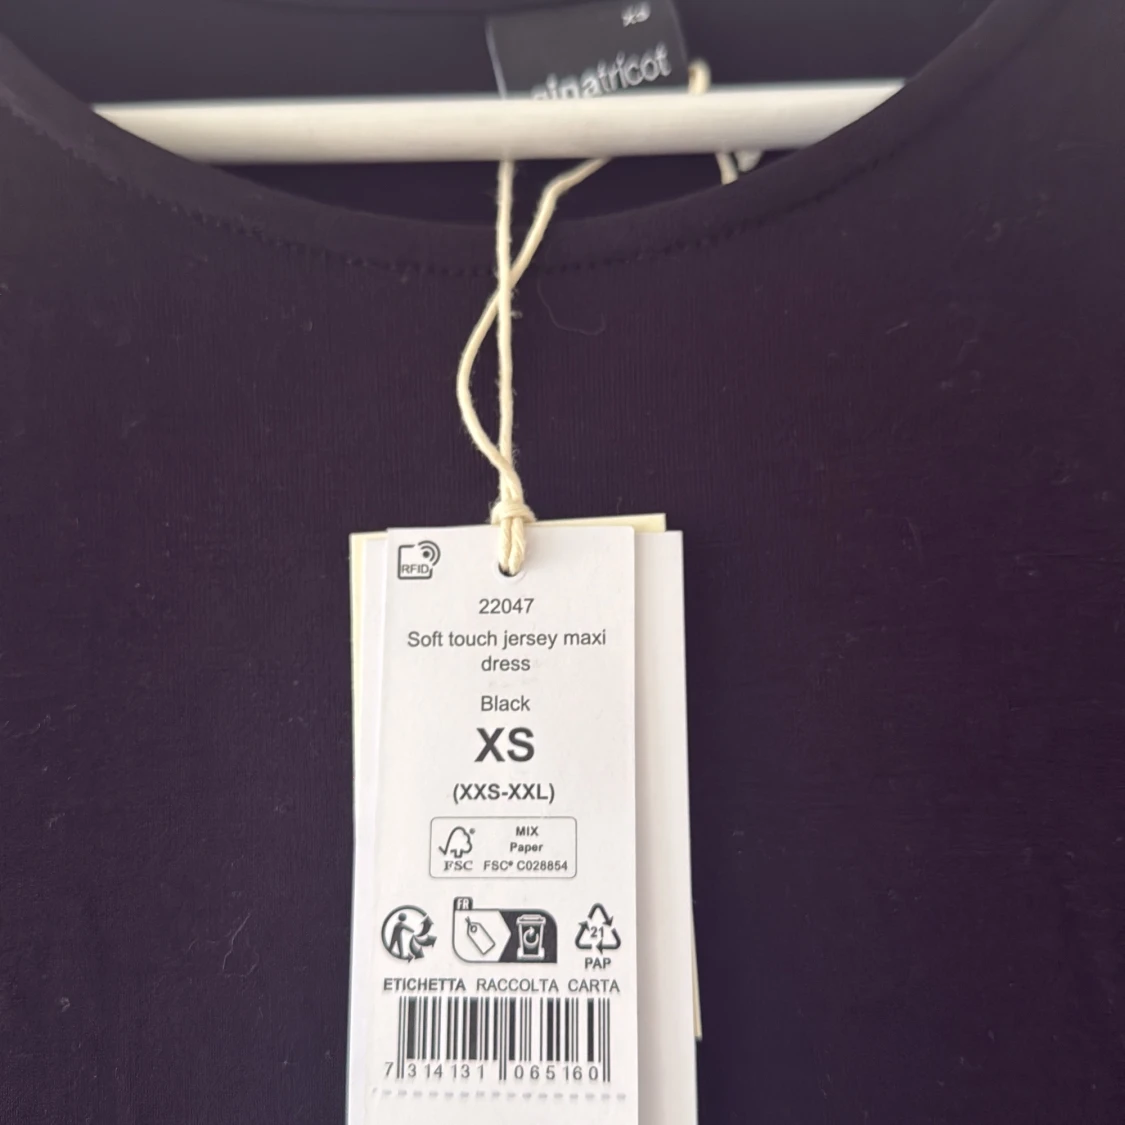 XS
ginatricot
RFID
22047
Soft touch jersey maxi
dress
Black
XS
(XXS-XXL)
MIX
Paper
FSC® C028854
FSC
FR
21
PAP
ETICHETTA RACCOLTA CARTA
7 314131 065160